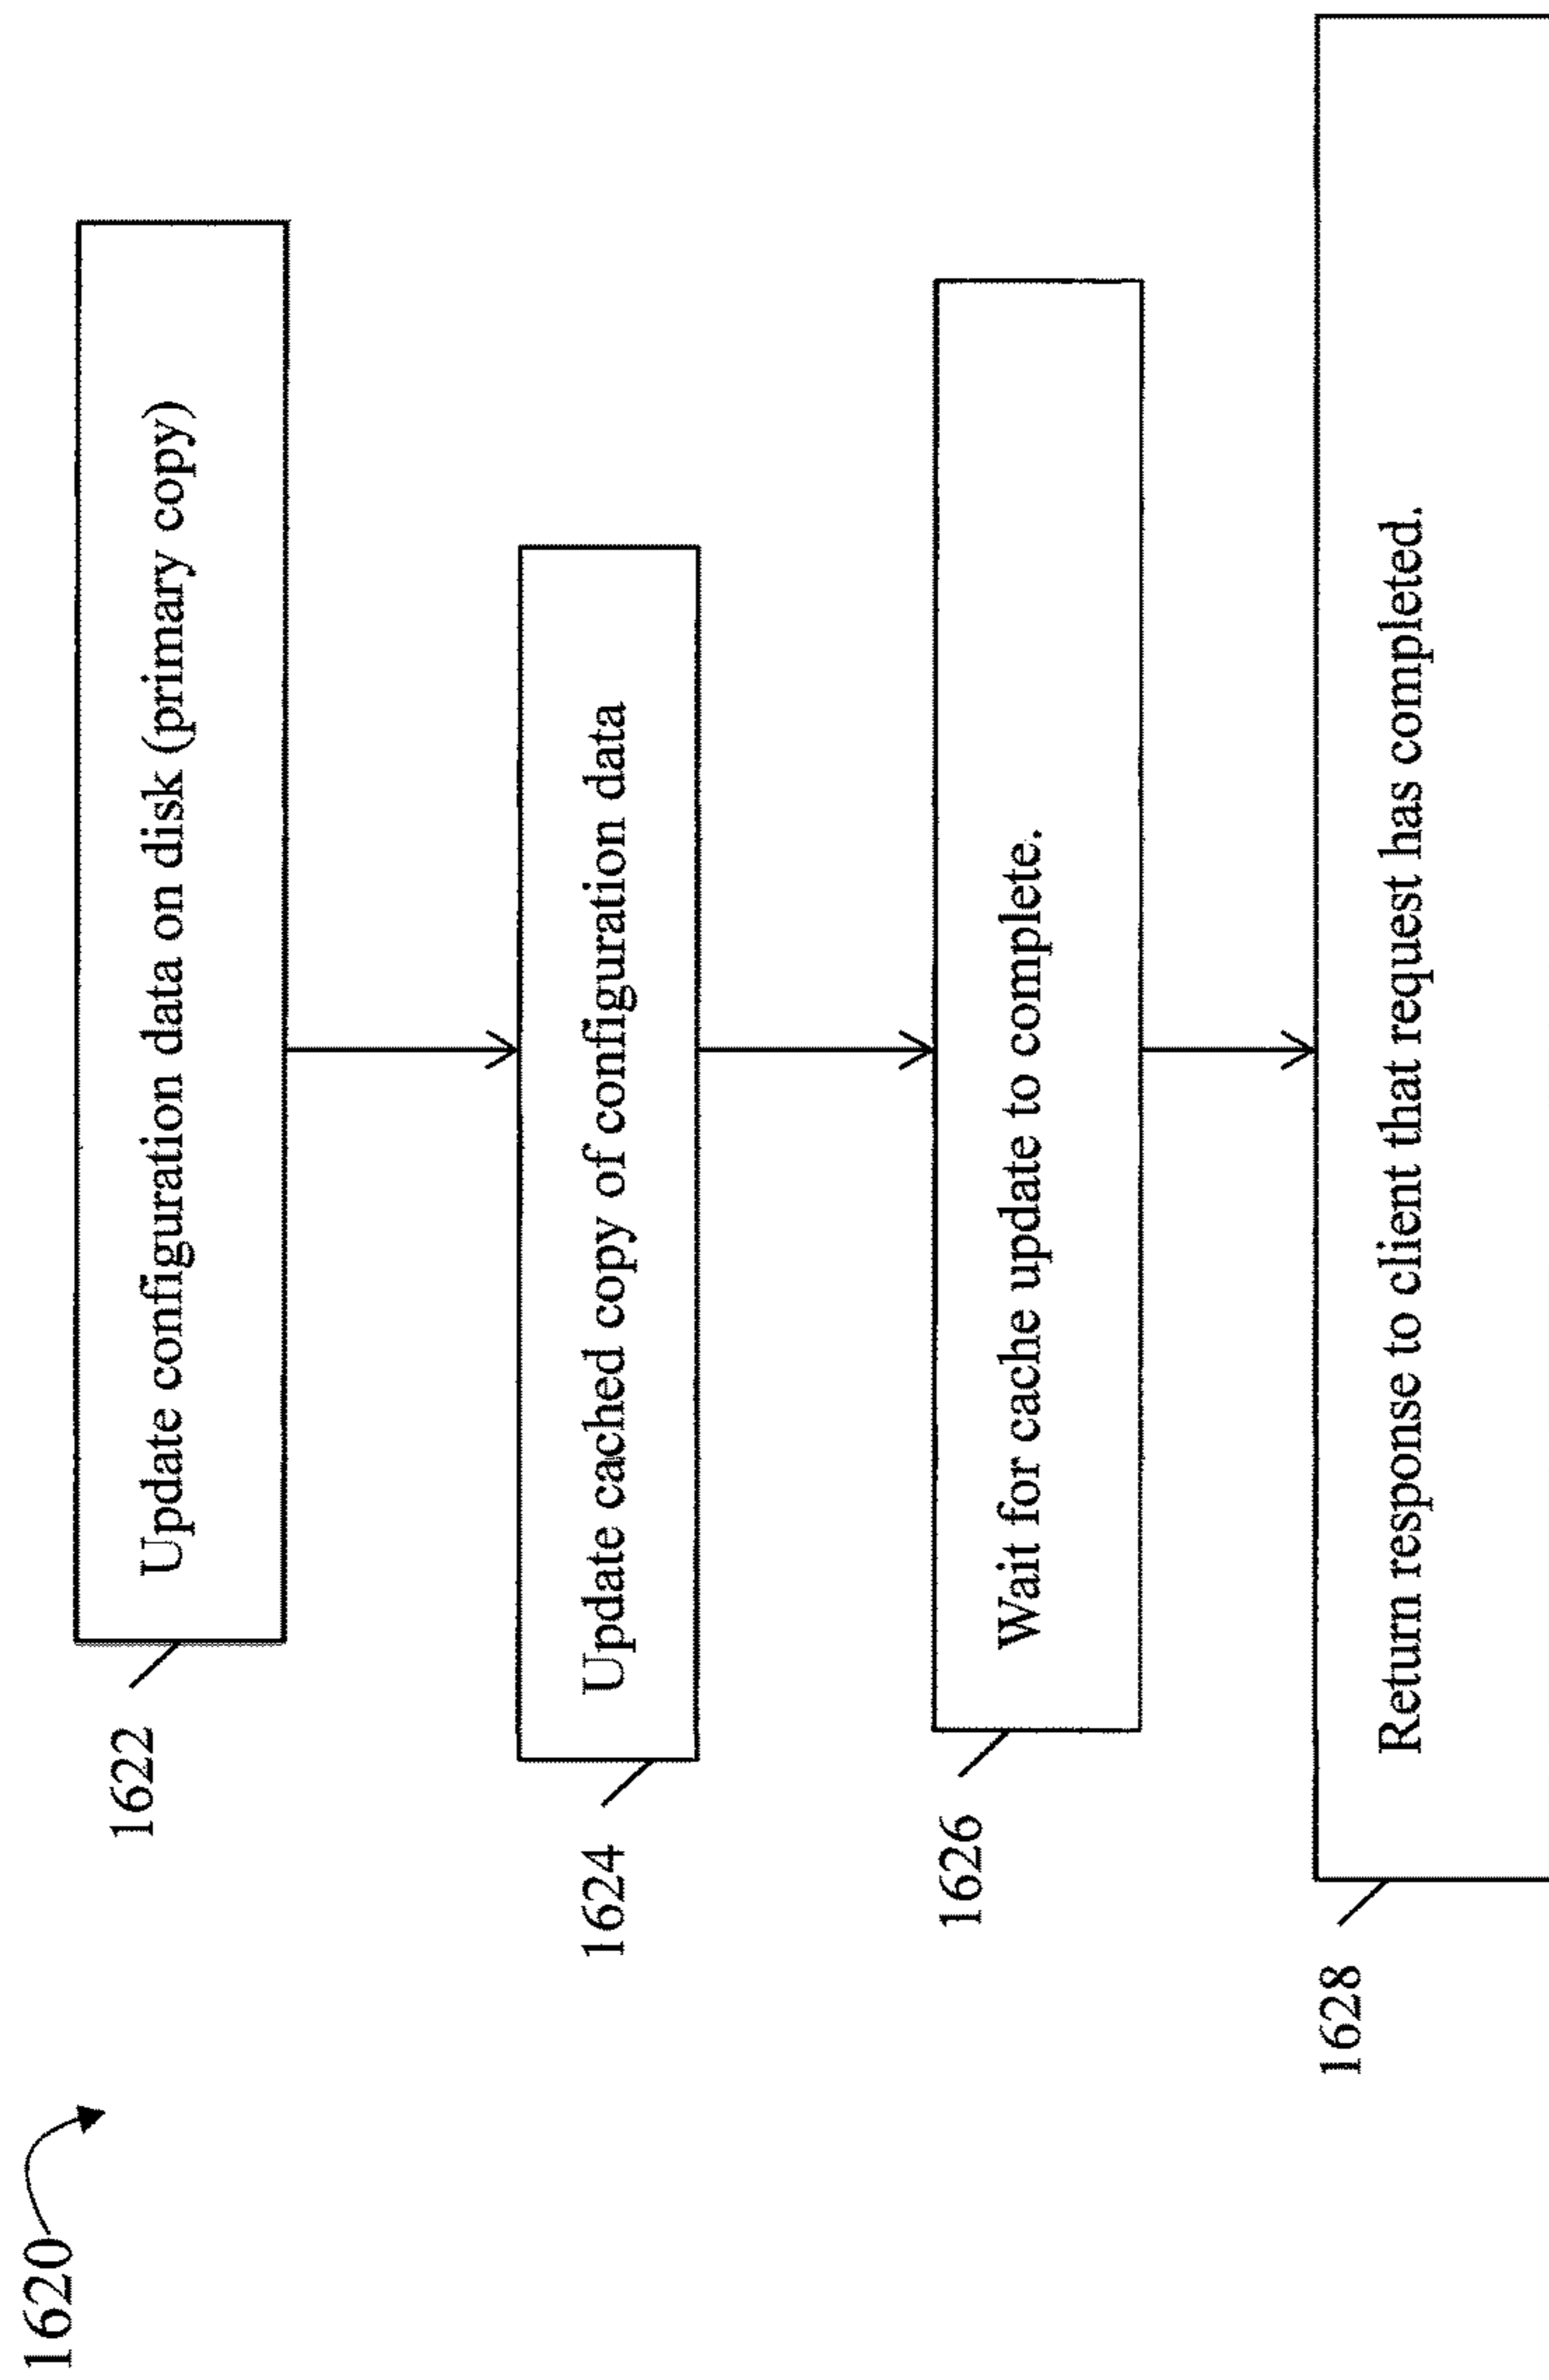 1620
1622
Update configuration data on disk (primary copy)
1624
Update cached copy of configuration data
1626
Wait for cache update to complete.
1628
Return response to client that request has completed.